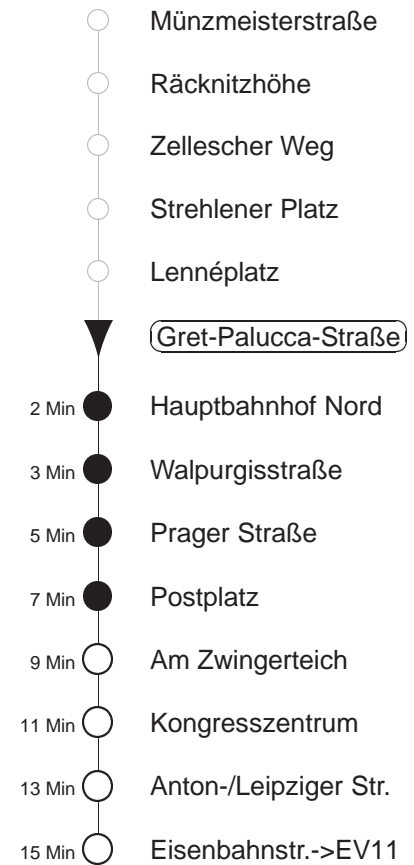 Münzmeisterstraße
Räcknitzhöhe
Zellescher Weg
Strehlener Platz
Lennéplatz
Gret-Palucca-Straße
2 Min Hauptbahnhof Nord
3 Min Walpurgisstraße
5 Min Prager Straße
7 Min Postplatz
9 Min Am Zwingerteich
11 Min Kongresszentrum
13 Min Anton-/Leipziger Str.
15 Min Eisenbahnstr.->EV11